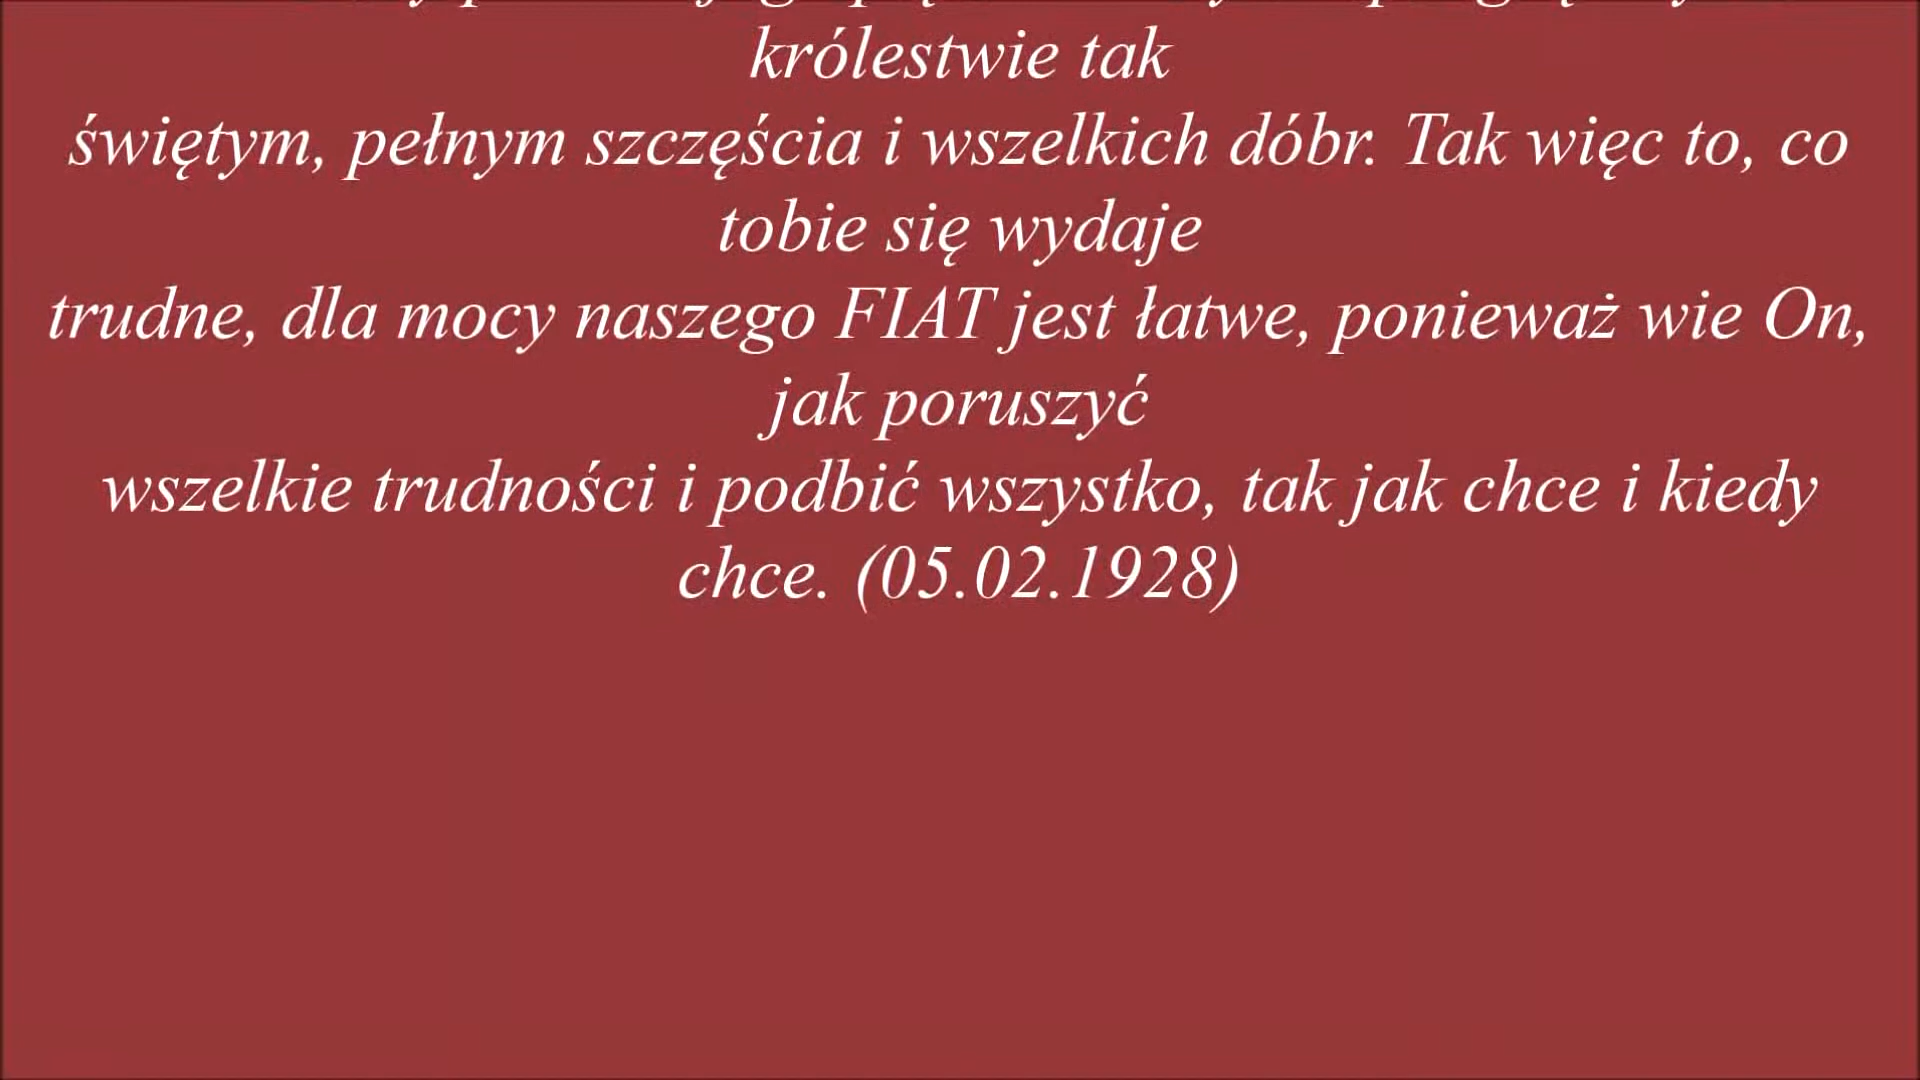 królestwie tak
świętym, pełnym szczęścia i wszelkich dóbr. Tak więc to, co
tobie się wydaje
trudne, dla mocy naszego FIAT jest łatwe, ponieważ wie On,
jak poruszyć
wszelkie trudności i podbić wszystko, tak jak chce i kiedy
chce. (05.02.1928)